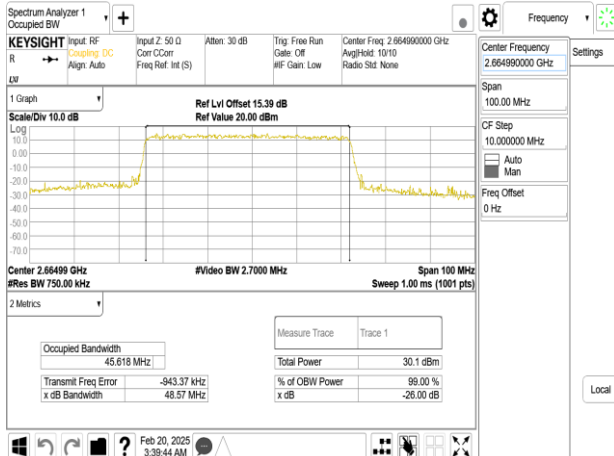 Spectrum Analyzer 1
Occupied BW
+
Frequency
KEYSIGHT
R
LXI
Input: RF
Coupling: DC
Align: Auto
Input Z: 50 Ω
Corr CCorr
Freq Ref: Int (S)
Atten: 30 dB
Trig: Free Run
Gate: Off
#IF Gain: Low
Center Freq: 2.664990000 GHz
Avg|Hold: 10/10
Radio Std: None
Center Frequency
2.664990000 GHz
Settings
Span
100.00 MHz
CF Step
10.000000 MHz
Auto
Man
Freq Offset
0 Hz
Local
1 Graph
Scale/Div 10.0 dB
Ref Lvl Offset 15.39 dB
Ref Value 20.00 dBm
Log
10.0
0.00
-10.0
-20.0
-30.0
-40.0
-50.0
-60.0
-70.0
Center 2.66499 GHz
#Video BW 2.7000 MHz
Span 100 MHz
#Res BW 750.00 kHz
Sweep 1.00 ms (1001 pts)
2 Metrics
Measure Trace
Trace 1
Occupied Bandwidth
45.618 MHz
Total Power
30.1 dBm
Transmit Freq Error
-943.37 kHz
% of OBW Power
99.00 %
x dB Bandwidth
48.57 MHz
x dB
-26.00 dB
?
Feb 20, 2025
3:39:44 AM